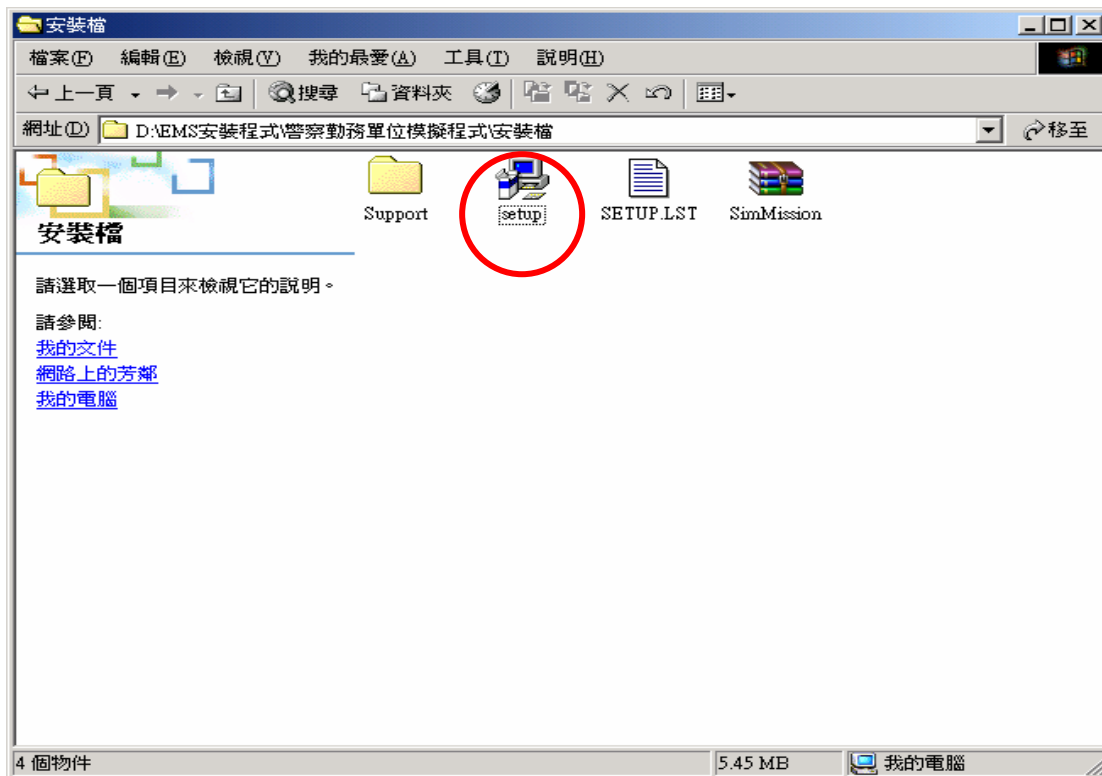 安裝檔
檔案(F) 編輯(E) 檢視(V) 我的最愛(A) 工具(T) 說明(H)
上一頁 搜尋 資料夾
網址(D) D:\EMS安裝程式\警察勤務單位模擬程式\安裝檔 移至
Support setup SETUP.LST SimMission
安裝檔
請選取一個項目來檢視它的說明。
請參閱:
我的文件
網路上的芳鄰
我的電腦
4 個物件 5.45 MB 我的電腦